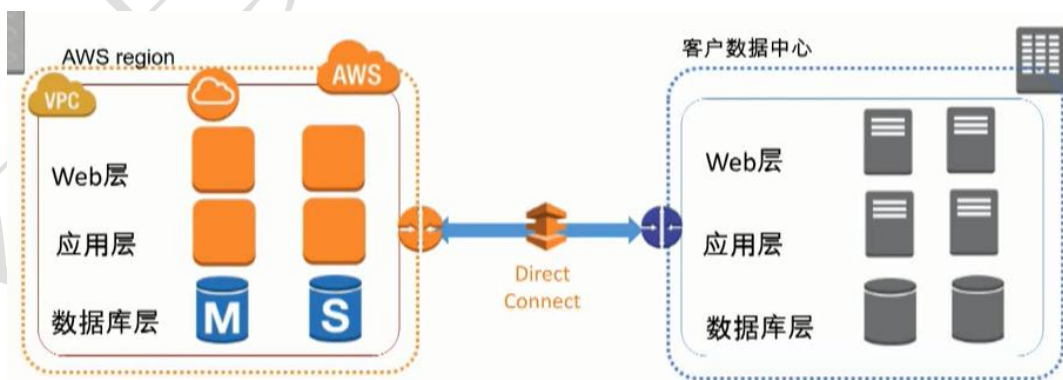 AWS region
AWS
VPC
Web层
应用层
数据库层
M
S
Direct
Connect
客户数据中心
Web层
应用层
数据库层